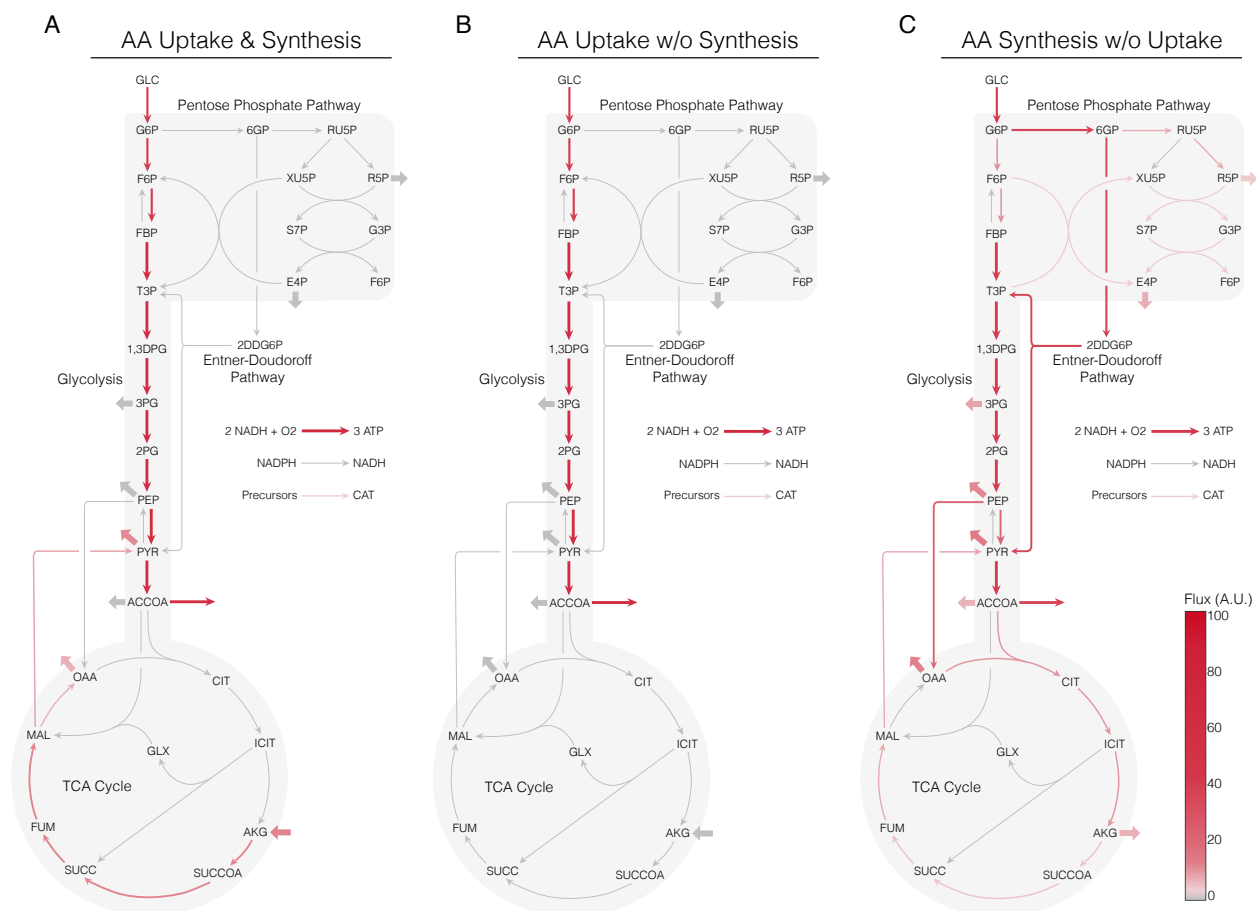 A
AA Uptake & Synthesis
GLC
Pentose Phosphate Pathway
G6P
6GP
RU5P
F6P
XU5P
R5P
FBP
S7P
G3P
T3P
E4P
F6P
1,3DPG
2DDG6P
Entner-Doudoroff
Pathway
Glycolysis
3PG
2 NADH + O2
3 ATP
2PG
NADPH
NADH
PEP
Precursors
CAT
PYR
ACCOA
OAA
CIT
MAL
GLX
ICIT
TCA Cycle
FUM
AKG
SUCC
SUCCOA
B
AA Uptake w/o Synthesis
GLC
Pentose Phosphate Pathway
G6P
6GP
RU5P
F6P
XU5P
R5P
FBP
S7P
G3P
T3P
E4P
F6P
1,3DPG
2DDG6P
Entner-Doudoroff
Pathway
Glycolysis
3PG
2 NADH + O2
3 ATP
2PG
NADPH
NADH
PEP
Precursors
CAT
PYR
ACCOA
OAA
CIT
MAL
GLX
ICIT
TCA Cycle
FUM
AKG
SUCC
SUCCOA
C
AA Synthesis w/o Uptake
GLC
Pentose Phosphate Pathway
G6P
6GP
RU5P
F6P
XU5P
R5P
FBP
S7P
G3P
T3P
E4P
F6P
1,3DPG
2DDG6P
Entner-Doudoroff
Pathway
Glycolysis
3PG
2 NADH + O2
3 ATP
2PG
NADPH
NADH
PEP
Precursors
CAT
PYR
ACCOA
OAA
CIT
MAL
GLX
ICIT
TCA Cycle
FUM
AKG
SUCC
SUCCOA
Flux (A.U.)
100
80
60
40
20
0